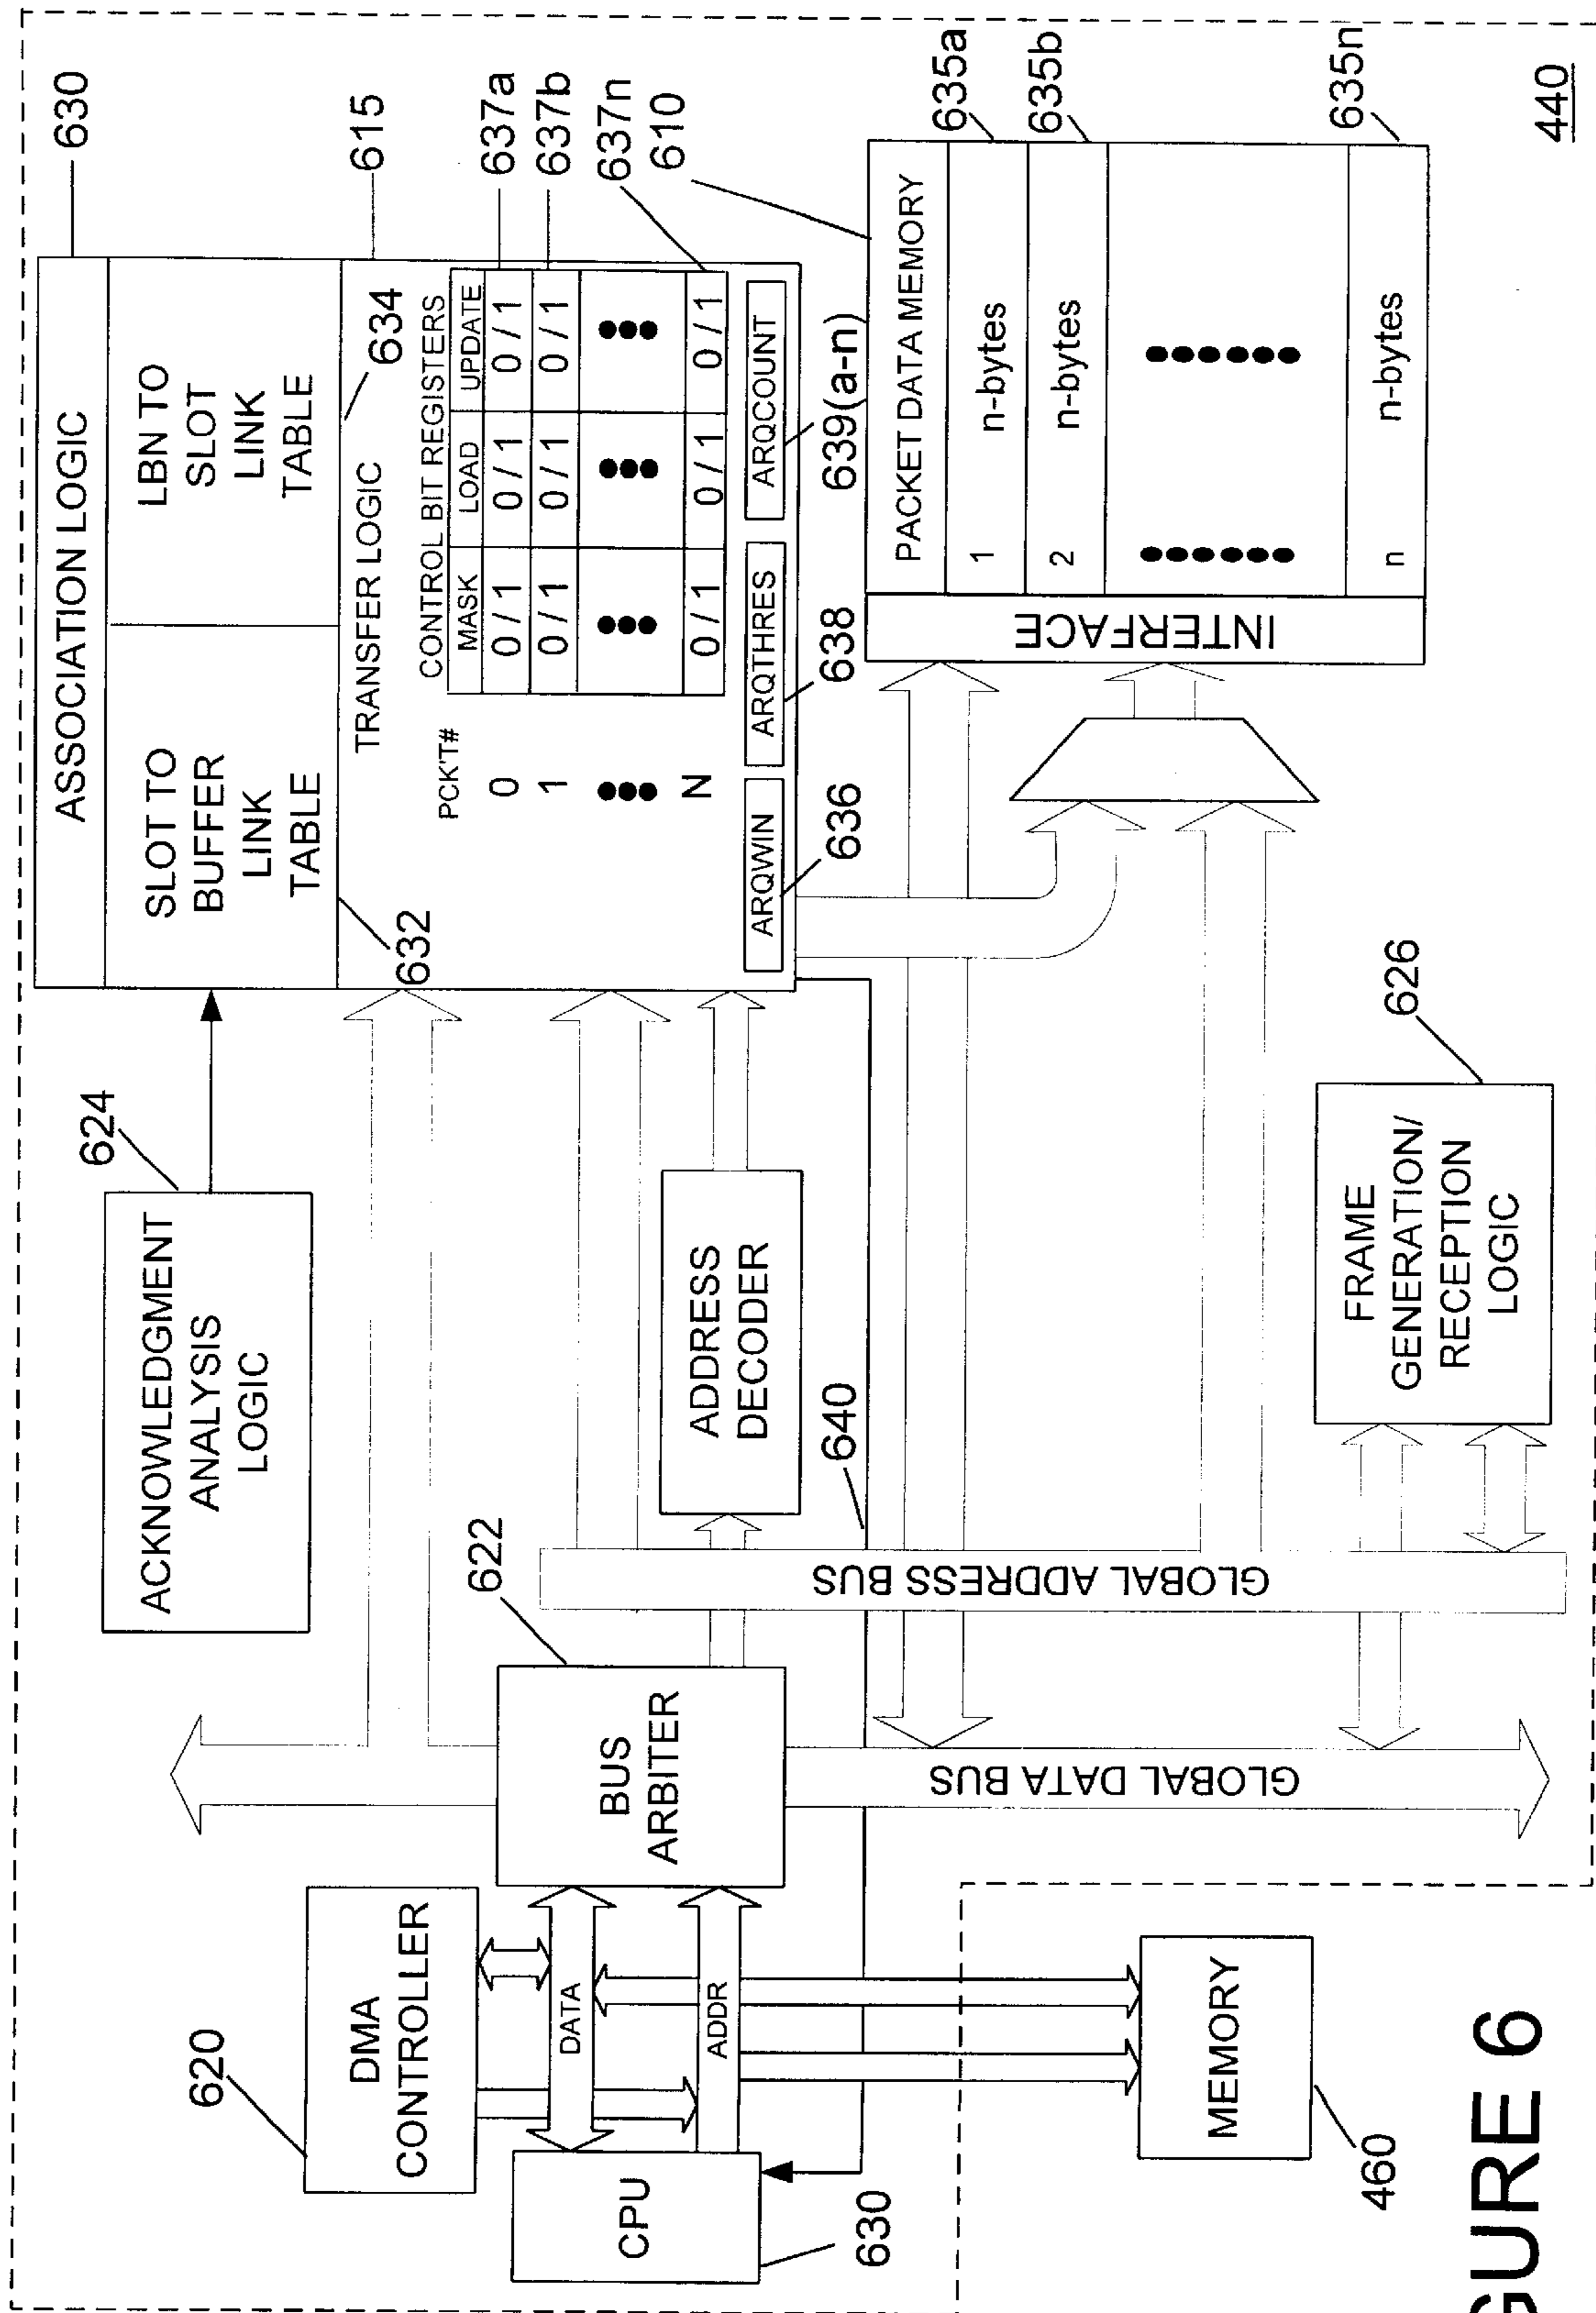 630
ASSOCIATION LOGIC
SLOT TO
BUFFER
LINK
TABLE
LBN TO
SLOT
LINK
TABLE
632
TRANSFER LOGIC
634
615
CONTROL BIT REGISTERS
PCK'T#
MASK
LOAD
UPDATE
0
0 / 1
0 / 1
0 / 1
637a
1
0 / 1
0 / 1
0 / 1
637b
N
0 / 1
0 / 1
0 / 1
637n
ARQWIN
ARQTHRES
ARQCOUNT
636
638
639(a-n)
610
624
ACKNOWLEDGMENT
ANALYSIS
LOGIC
622
BUS
ARBITER
ADDRESS
DECODER
640
620
DMA
CONTROLLER
DATA
ADDR
CPU
630
GLOBAL ADDRESS BUS
GLOBAL DATA BUS
INTERFACE
PACKET DATA MEMORY
1
n-bytes
635a
2
n-bytes
635b
n
n-bytes
635n
626
FRAME
GENERATION/
RECEPTION
LOGIC
MEMORY
460
440
GURE 6